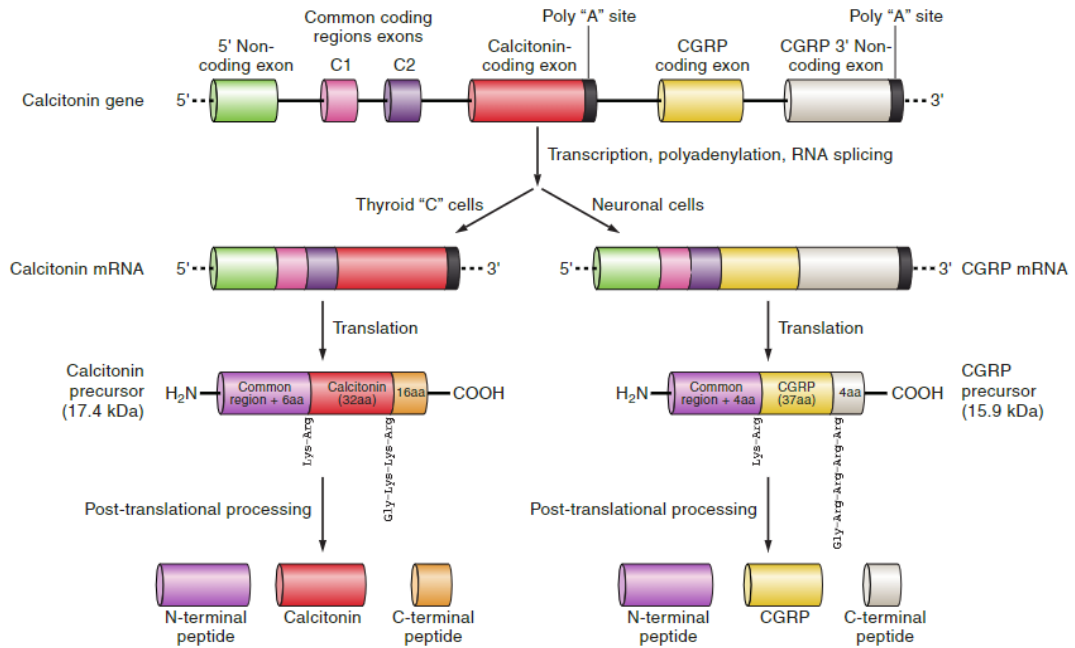 Poly "A" site
Poly "A" site
Common coding
regions exons
5' Non-
coding exon
C1
C2
Calcitonin-
coding exon
CGRP
coding exon
CGRP 3' Non-
coding exon
Calcitonin gene
5'
3'
Transcription, polyadenylation, RNA splicing
Thyroid "C" cells
Neuronal cells
Calcitonin mRNA
5'
3'
5'
3'
CGRP mRNA
Translation
Translation
Calcitonin
precursor
(17.4 kDa)
H₂N
Common
region + 6aa
Calcitonin
(32aa)
16aa
COOH
H₂N
Common
region + 4aa
CGRP
(37aa)
4aa
COOH
CGRP
precursor
(15.9 kDa)
Lys-Arg
Gly-Lys-Lys-Arg
Lys-Arg
Gly-Arg-Arg-Arg-Arg
Post-translational processing
Post-translational processing
N-terminal
peptide
Calcitonin
C-terminal
peptide
N-terminal
peptide
CGRP
C-terminal
peptide